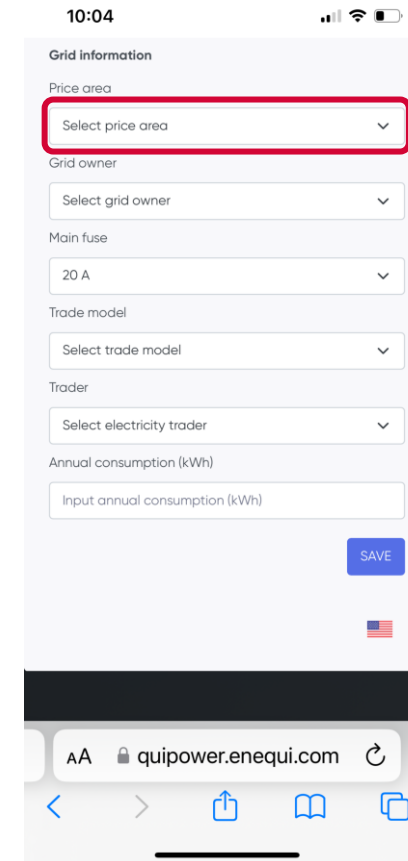 10:04
Grid information
Price area
Select price area
Grid owner
Select grid owner
Main fuse
20 A
Trade model
Select trade model
Trader
Select electricity trader
Annual consumption (kWh)
Input annual consumption (kWh)
SAVE
AA quipower.enequi.com